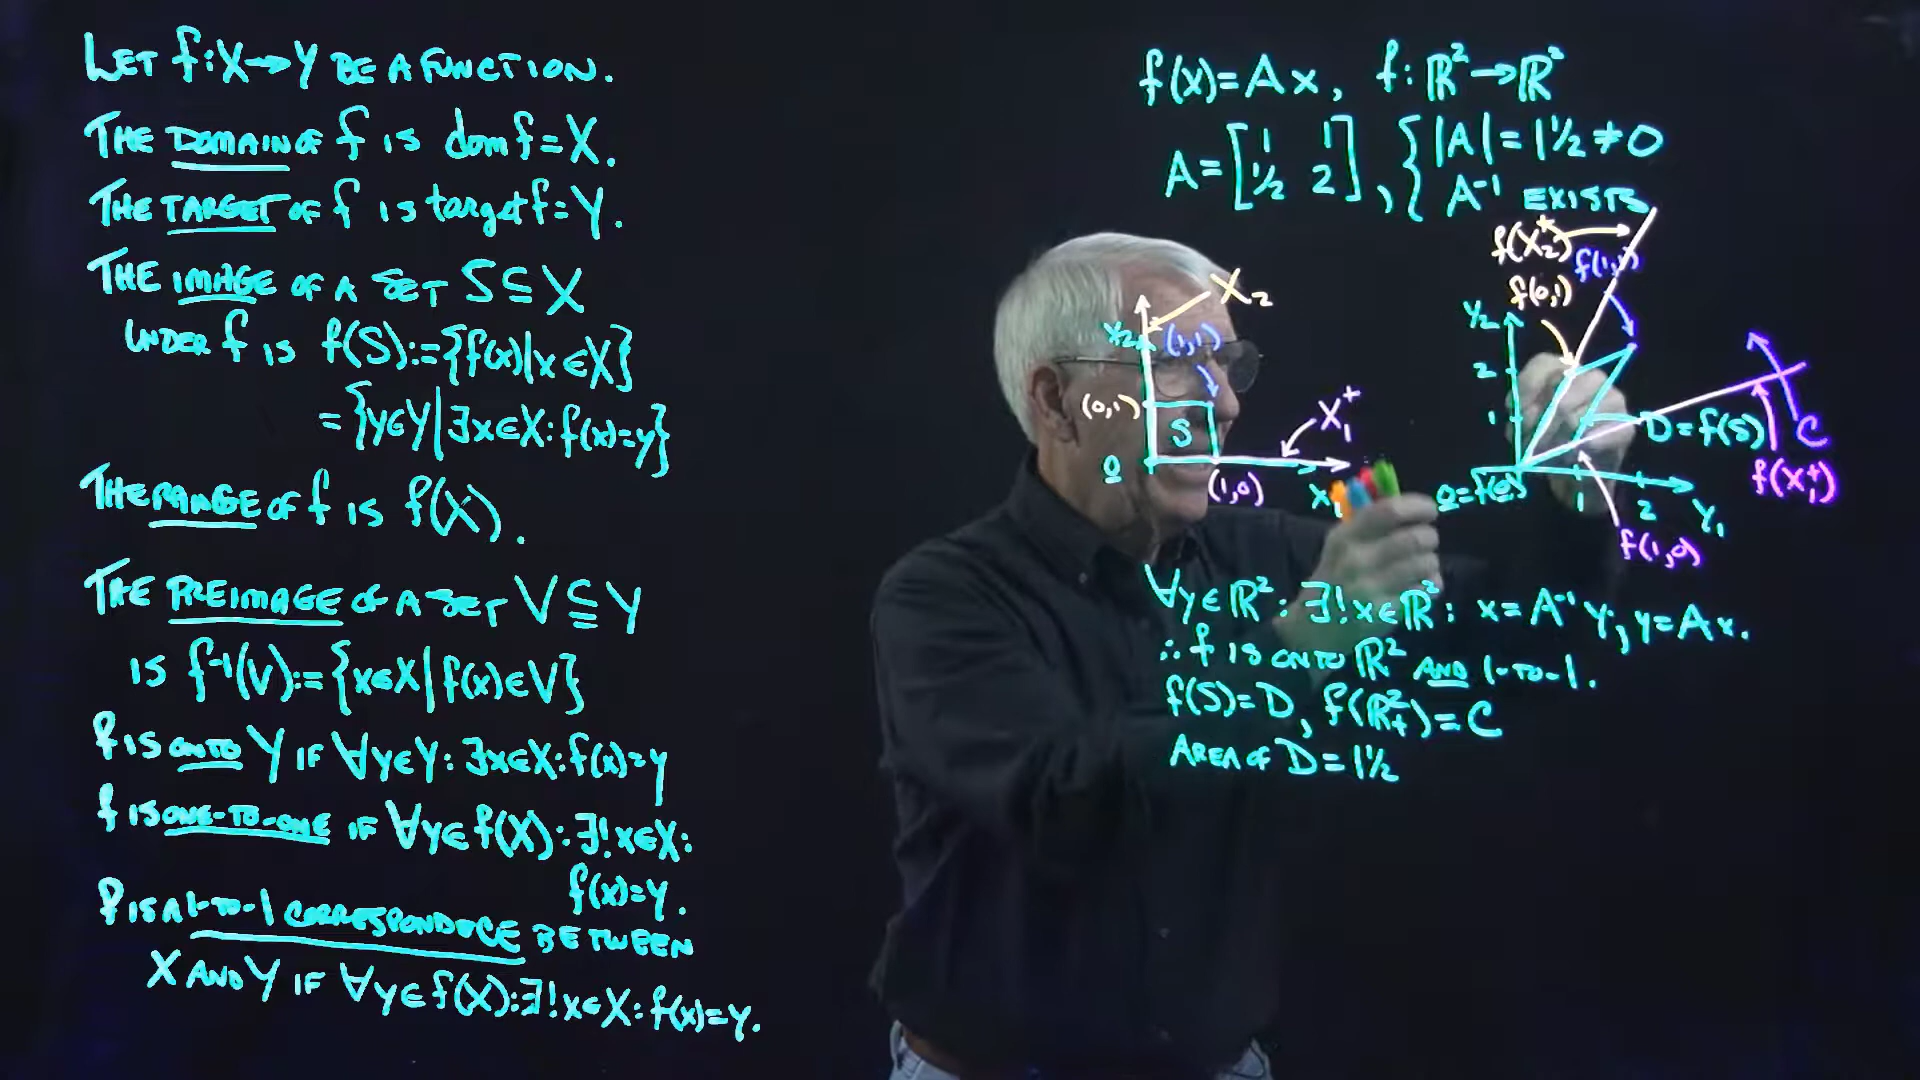 LET f:X→Y BE A FUNCTION.
THE DOMAIN OF f IS dom f=X.
THE TARGET OF f IS target f=Y.
THE IMAGE OF A SET S⊆X
UNDER f IS f(S):={f(x)|x∈X}
={y∈Y|∃x∈X:f(x)=y}
THE RANGE OF f IS f(X).
THE PREIMAGE OF A SET V⊆Y
IS f⁻¹(V):={x∈X|f(x)∈V}
f IS ONTO Y IF ∀y∈Y:∃x∈X:f(x)=y
f IS ONE-TO-ONE IF ∀y∈f(X):∃!x∈X:
f(x)=y.
f IS A 1-TO-1 CORRESPONDECE BETWEEN
X AND Y IF ∀y∈f(X):∃!x∈X:f(x)=y.
f(x)=Ax, f:ℝ²→ℝ²
A=[1 1
½ 2], {|A|=1½≠0
A⁻¹ EXISTS
X₂
x₂
(1,1)
(0,1)
S
X₁⁺
0
(1,0)
x₁
f(X₂⁺)
f(1,1)
f(0,1)
y₂
2
1
D=f(S)
C
f(X₁⁺)
0=f(0)
1
2
y₁
f(1,0)
∀y∈ℝ²:∃!x∈ℝ²: x=A⁻¹y, y=Ax.
∴f IS ONTO ℝ² AND 1-TO-1.
f(S)=D, f(ℝ²₊)=C
AREA OF D=1½